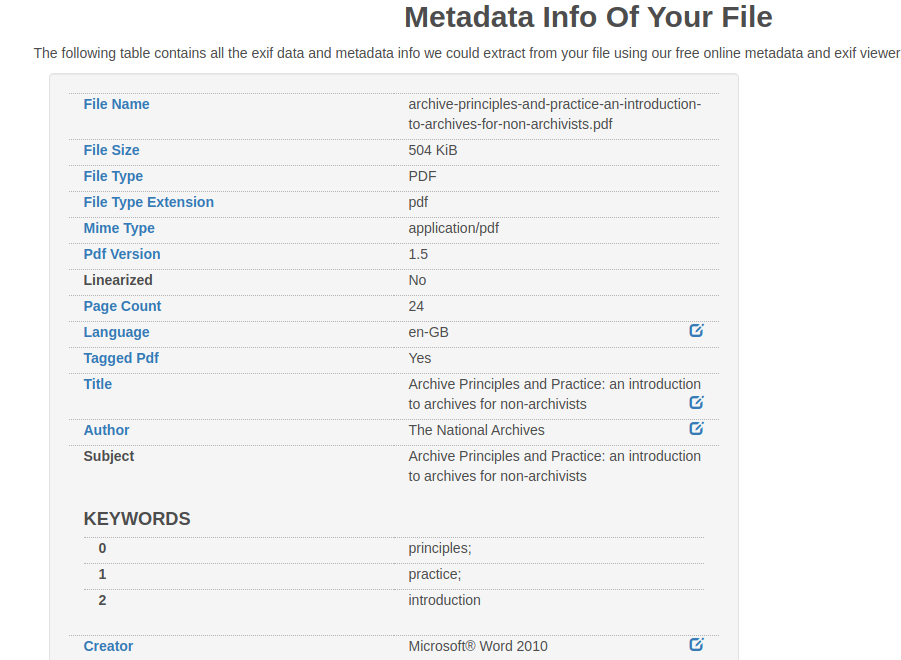 Metadata Info Of Your File
The following table contains all the exif data and metadata info we could extract from your file using our free online metadata and exif viewer
File Name archive-principles-and-practice-an-introduction-
to-archives-for-non-archivists.pdf
File Size 504 KiB
File Type PDF
File Type Extension pdf
Mime Type application/pdf
Pdf Version 1.5
Linearized No
Page Count 24
Language en-GB
Tagged Pdf Yes
Title Archive Principles and Practice: an introduction
to archives for non-archivists
Author The National Archives
Subject Archive Principles and Practice: an introduction
to archives for non-archivists
KEYWORDS
0 principles;
1 practice;
2 introduction
Creator Microsoft® Word 2010